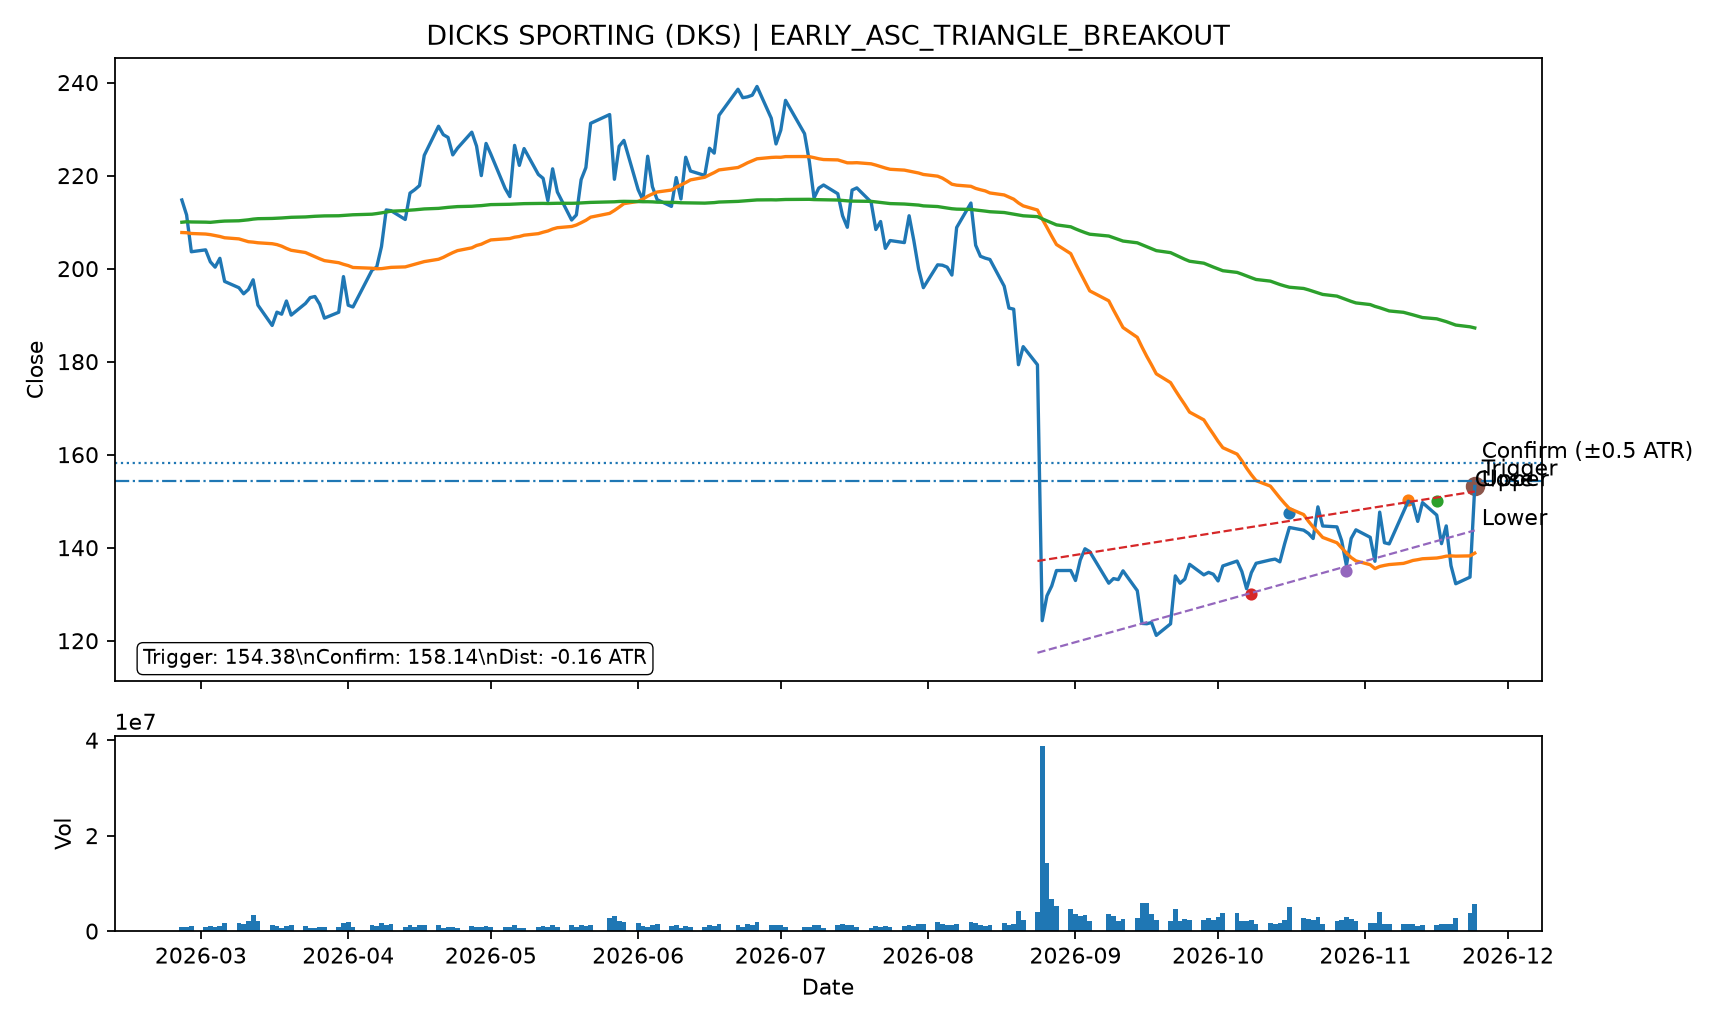 DICKS SPORTING (DKS) | EARLY_ASC_TRIANGLE_BREAKOUT
240
220
200
180
160
140
120
Close
Confirm (±0.5 ATR)
Trigger
Upper
Close
Lower
Trigger: 154.38\nConfirm: 158.14\nDist: -0.16 ATR
1e7
4
2
0
Vol
2026-03
2026-04
2026-05
2026-06
2026-07
2026-08
2026-09
2026-10
2026-11
2026-12
Date